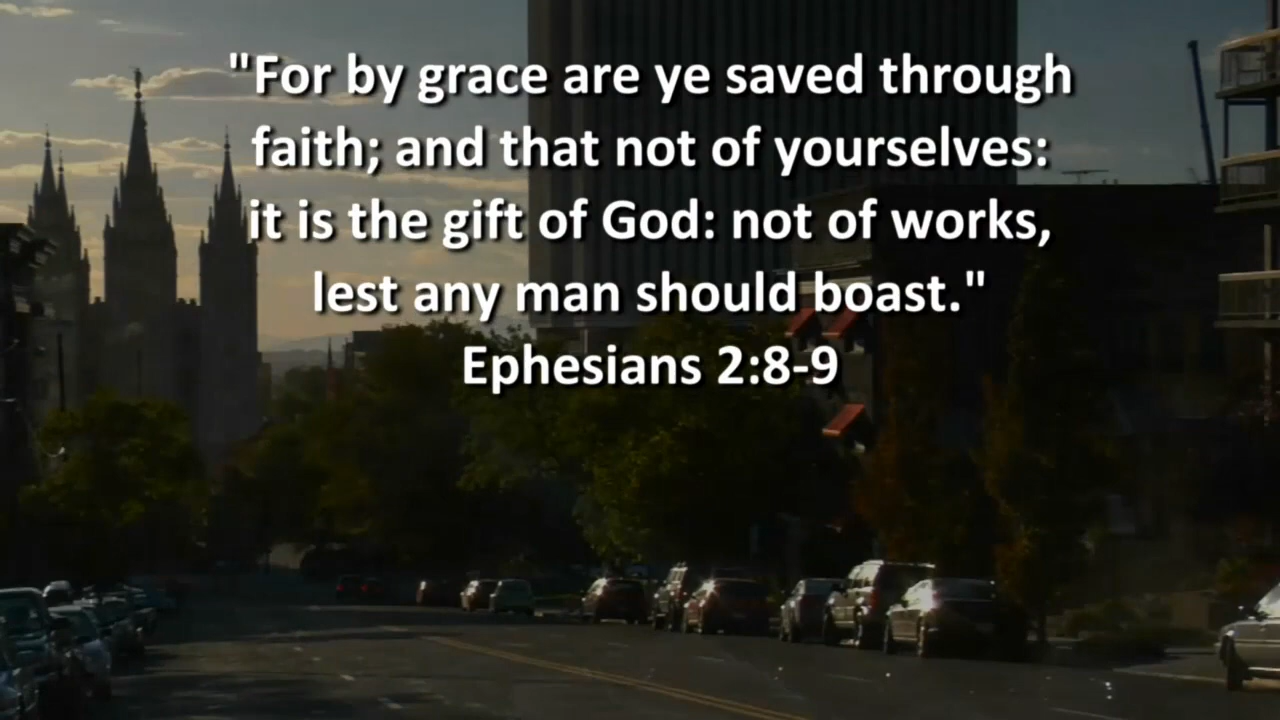 "For by grace are ye saved through
faith; and that not of yourselves:
it is the gift of God: not of works,
lest any man should boast."
Ephesians 2:8-9